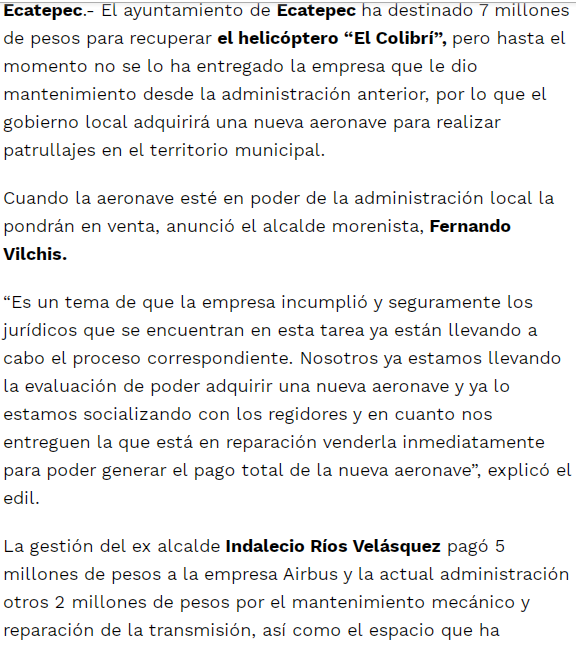 Ecatepec.- El ayuntamiento de Ecatepec ha destinado 7 millones
de pesos para recuperar el helicóptero “El Colibrí”, pero hasta el
momento no se lo ha entregado la empresa que le dio
mantenimiento desde la administración anterior, por lo que el
gobierno local adquirirá una nueva aeronave para realizar
patrullajes en el territorio municipal.
Cuando la aeronave esté en poder de la administración local la
pondrán en venta, anunció el alcalde morenista, Fernando
Vilchis.
“Es un tema de que la empresa incumplió y seguramente los
jurídicos que se encuentran en esta tarea ya están llevando a
cabo el proceso correspondiente. Nosotros ya estamos llevando
la evaluación de poder adquirir una nueva aeronave y ya lo
estamos socializando con los regidores y en cuanto nos
entreguen la que está en reparación venderla inmediatamente
para poder generar el pago total de la nueva aeronave”, explicó el
edil.
La gestión del ex alcalde Indalecio Ríos Velásquez pagó 5
millones de pesos a la empresa Airbus y la actual administración
otros 2 millones de pesos por el mantenimiento mecánico y
reparación de la transmisión, así como el espacio que ha